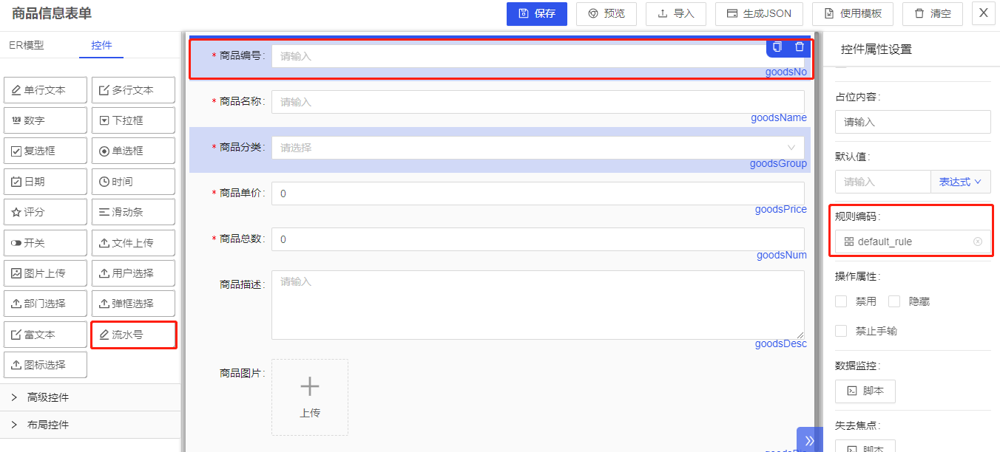 商品信息表单
保存
预览
导入
生成JSON
使用模板
清空
X
ER模型
控件
单行文本
多行文本
数字
下拉框
复选框
单选框
日期
时间
评分
滑动条
开关
文件上传
图片上传
用户选择
部门选择
弹框选择
富文本
流水号
图标选择
高级控件
布局控件
* 商品编号:
请输入
goodsNo
* 商品名称:
请输入
goodsName
* 商品分类:
请选择
goodsGroup
* 商品单价:
0
goodsPrice
* 商品总数:
0
goodsNum
商品描述:
请输入
goodsDesc
商品图片:
上传
控件属性设置
占位内容:
请输入
默认值:
请输入
表达式
规则编码:
default_rule
操作属性:
禁用
隐藏
禁止手输
数据监控:
脚本
失去焦点:
脚本